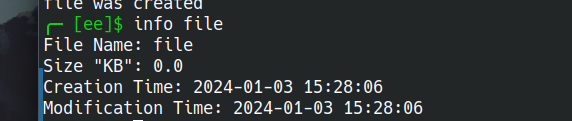 file was created
╭─ [ee]$ info file
File Name: file
Size "KB": 0.0
Creation Time: 2024-01-03 15:28:06
Modification Time: 2024-01-03 15:28:06